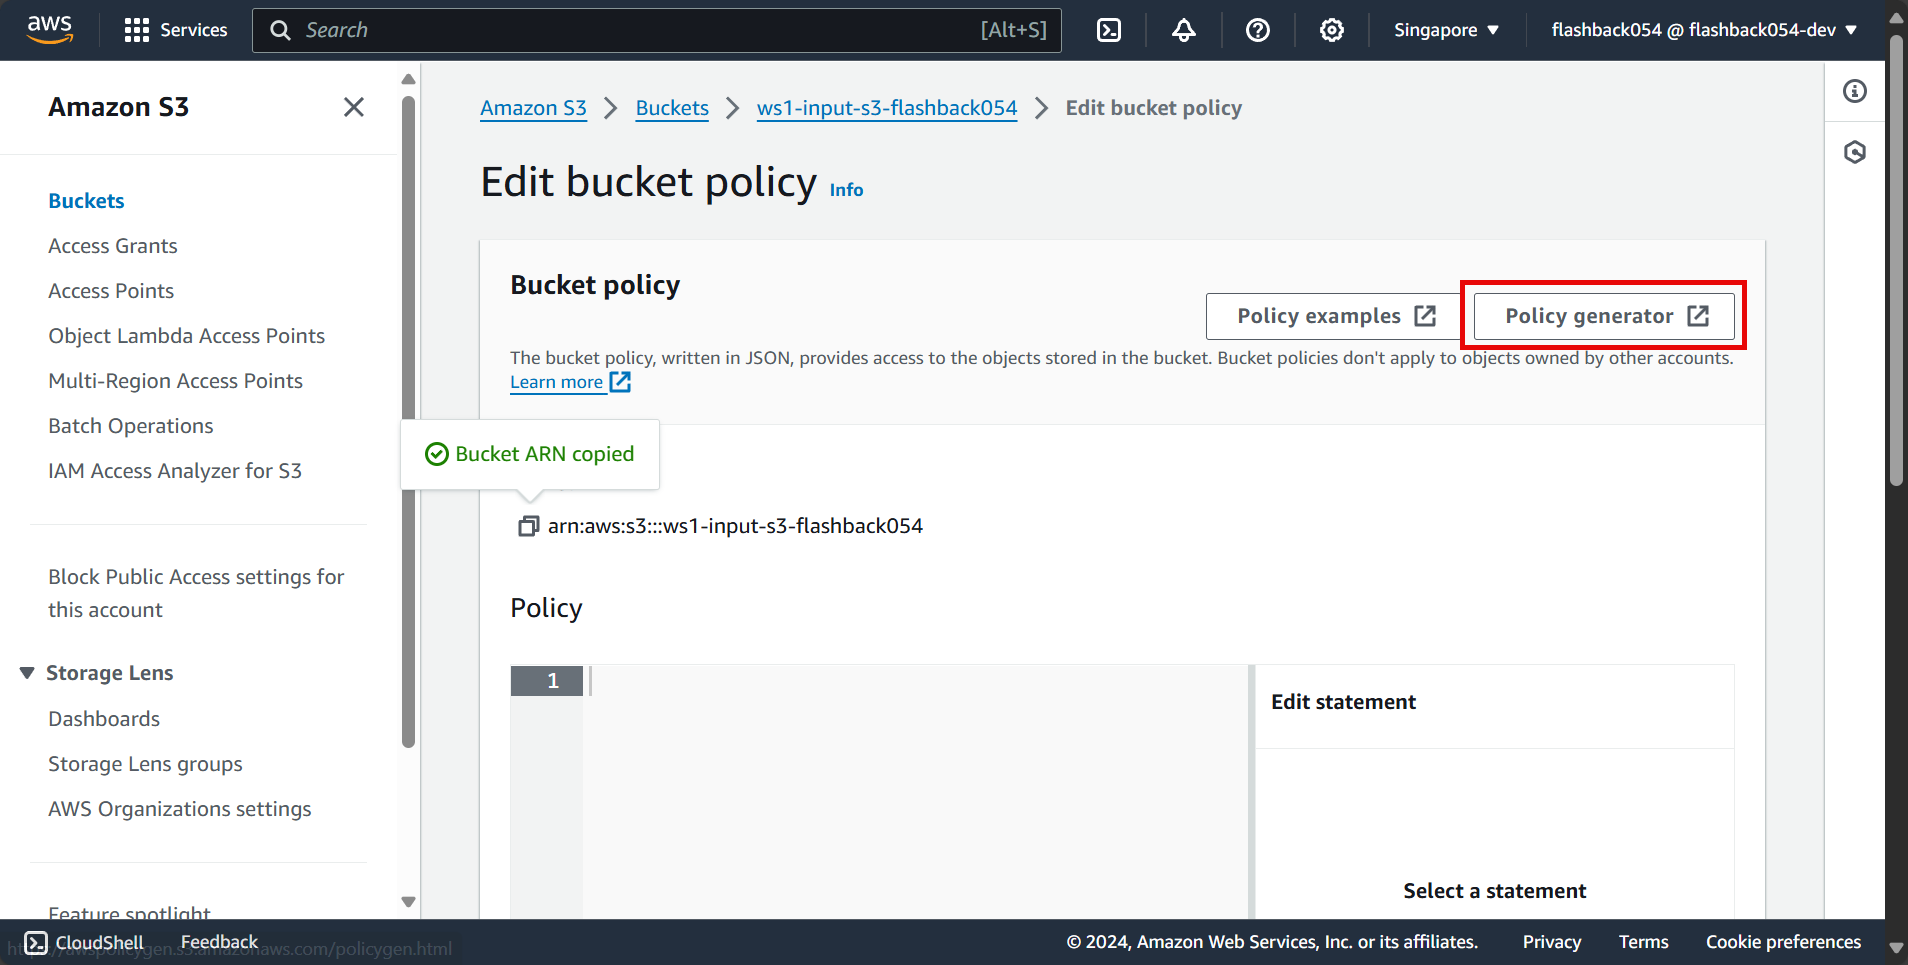 aws
Services
Search
[Alt+S]
Singapore ▼
flashback054 @ flashback054-dev ▼
Amazon S3
Buckets
Access Grants
Access Points
Object Lambda Access Points
Multi-Region Access Points
Batch Operations
IAM Access Analyzer for S3
Block Public Access settings for
this account
Storage Lens
Dashboards
Storage Lens groups
AWS Organizations settings
Feature spotlight
Amazon S3 > Buckets > ws1-input-s3-flashback054 > Edit bucket policy
Edit bucket policy Info
Bucket policy
Policy examples
Policy generator
The bucket policy, written in JSON, provides access to the objects stored in the bucket. Bucket policies don't apply to objects owned by other accounts.
Learn more
Bucket ARN copied
arn:aws:s3:::ws1-input-s3-flashback054
Policy
1
Edit statement
Select a statement
CloudShell
Feedback
https://awspolicygen.s3.amazonaws.com/policygen.html
© 2024, Amazon Web Services, Inc. or its affiliates.
Privacy
Terms
Cookie preferences